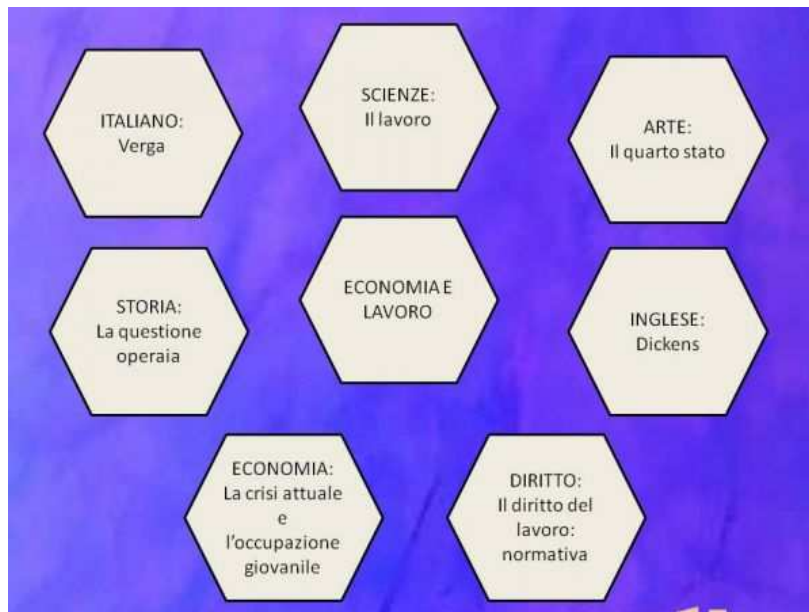 ITALIANO:
Verga
SCIENZE:
Il lavoro
ARTE:
Il quarto stato
STORIA:
La questione
operaia
ECONOMIA E
LAVORO
INGLESE:
Dickens
ECONOMIA:
La crisi attuale
e
l'occupazione
giovanile
DIRITTO:
Il diritto del
lavoro:
normativa